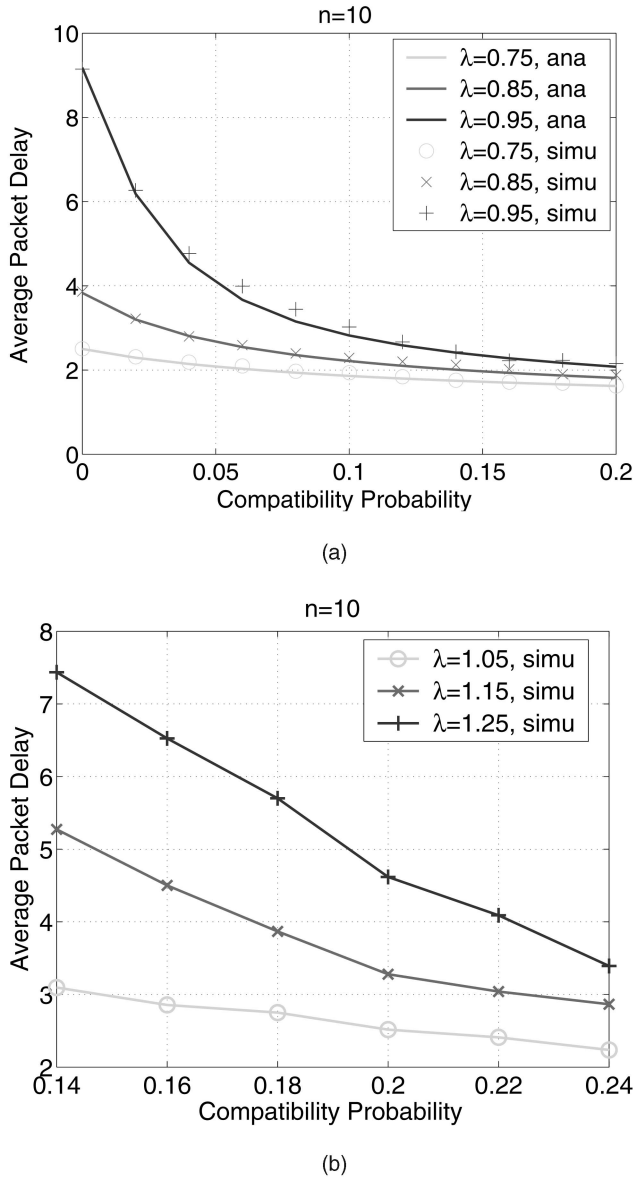 n=10
10
8
6
4
2
0
Average Packet Delay
λ=0.75, ana
λ=0.85, ana
λ=0.95, ana
λ=0.75, simu
λ=0.85, simu
λ=0.95, simu
0 0.05 0.1 0.15 0.2
Compatibility Probability
(a)
n=10
8
7
6
5
4
3
2
Average Packet Delay
λ=1.05, simu
λ=1.15, simu
λ=1.25, simu
0.14 0.16 0.18 0.2 0.22 0.24
Compatibility Probability
(b)